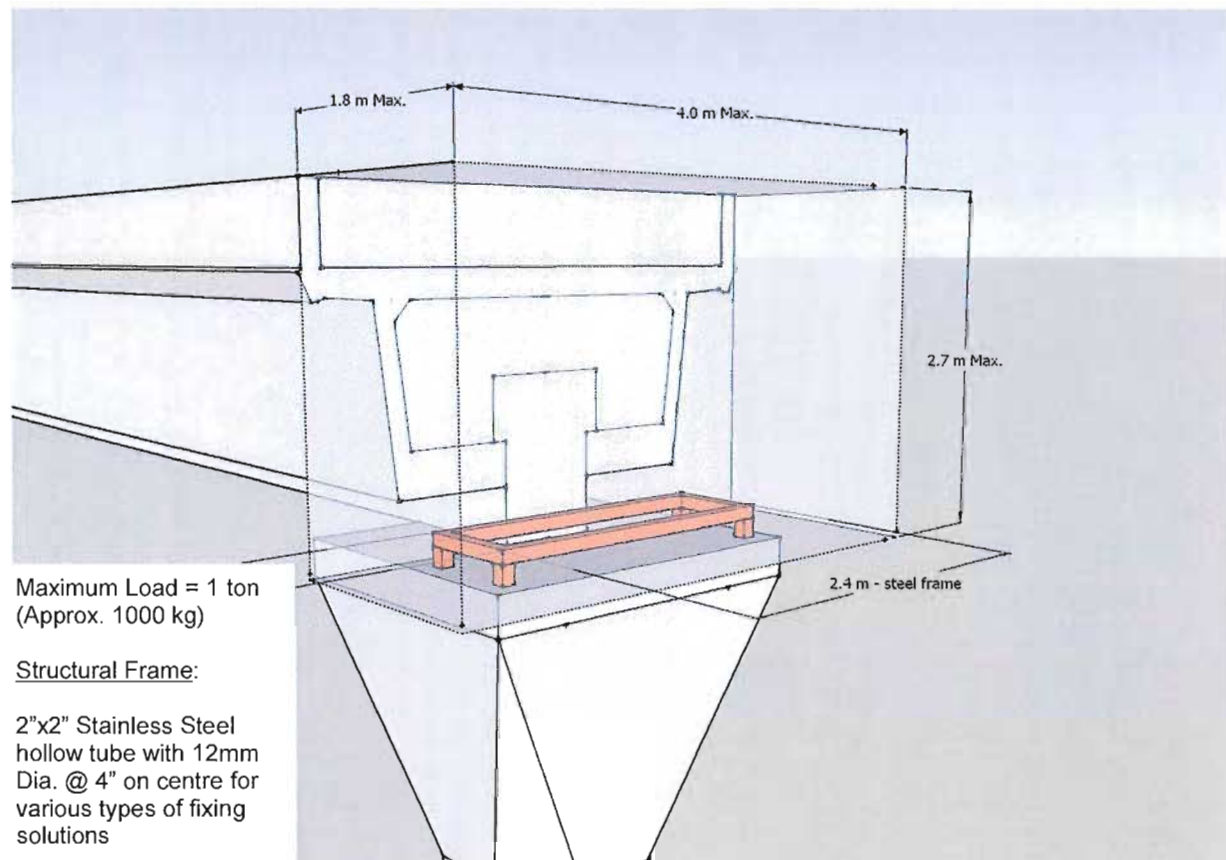 1.8 m Max.
4.0 m Max.
2.7 m Max.
2.4 m - steel frame
Maximum Load = 1 ton
(Approx. 1000 kg)
Structural Frame:
2”x2” Stainless Steel
hollow tube with 12mm
Dia. @ 4” on centre for
various types of fixing
solutions